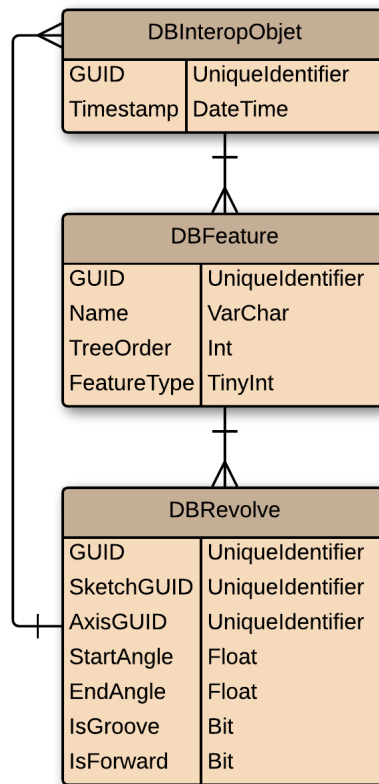 DBInteropObjet
GUID UniqueIdentifier
Timestamp DateTime
DBFeature
GUID UniqueIdentifier
Name VarChar
TreeOrder Int
FeatureType TinyInt
DBRevolve
GUID UniqueIdentifier
SketchGUID UniqueIdentifier
AxisGUID UniqueIdentifier
StartAngle Float
EndAngle Float
IsGroove Bit
IsForward Bit